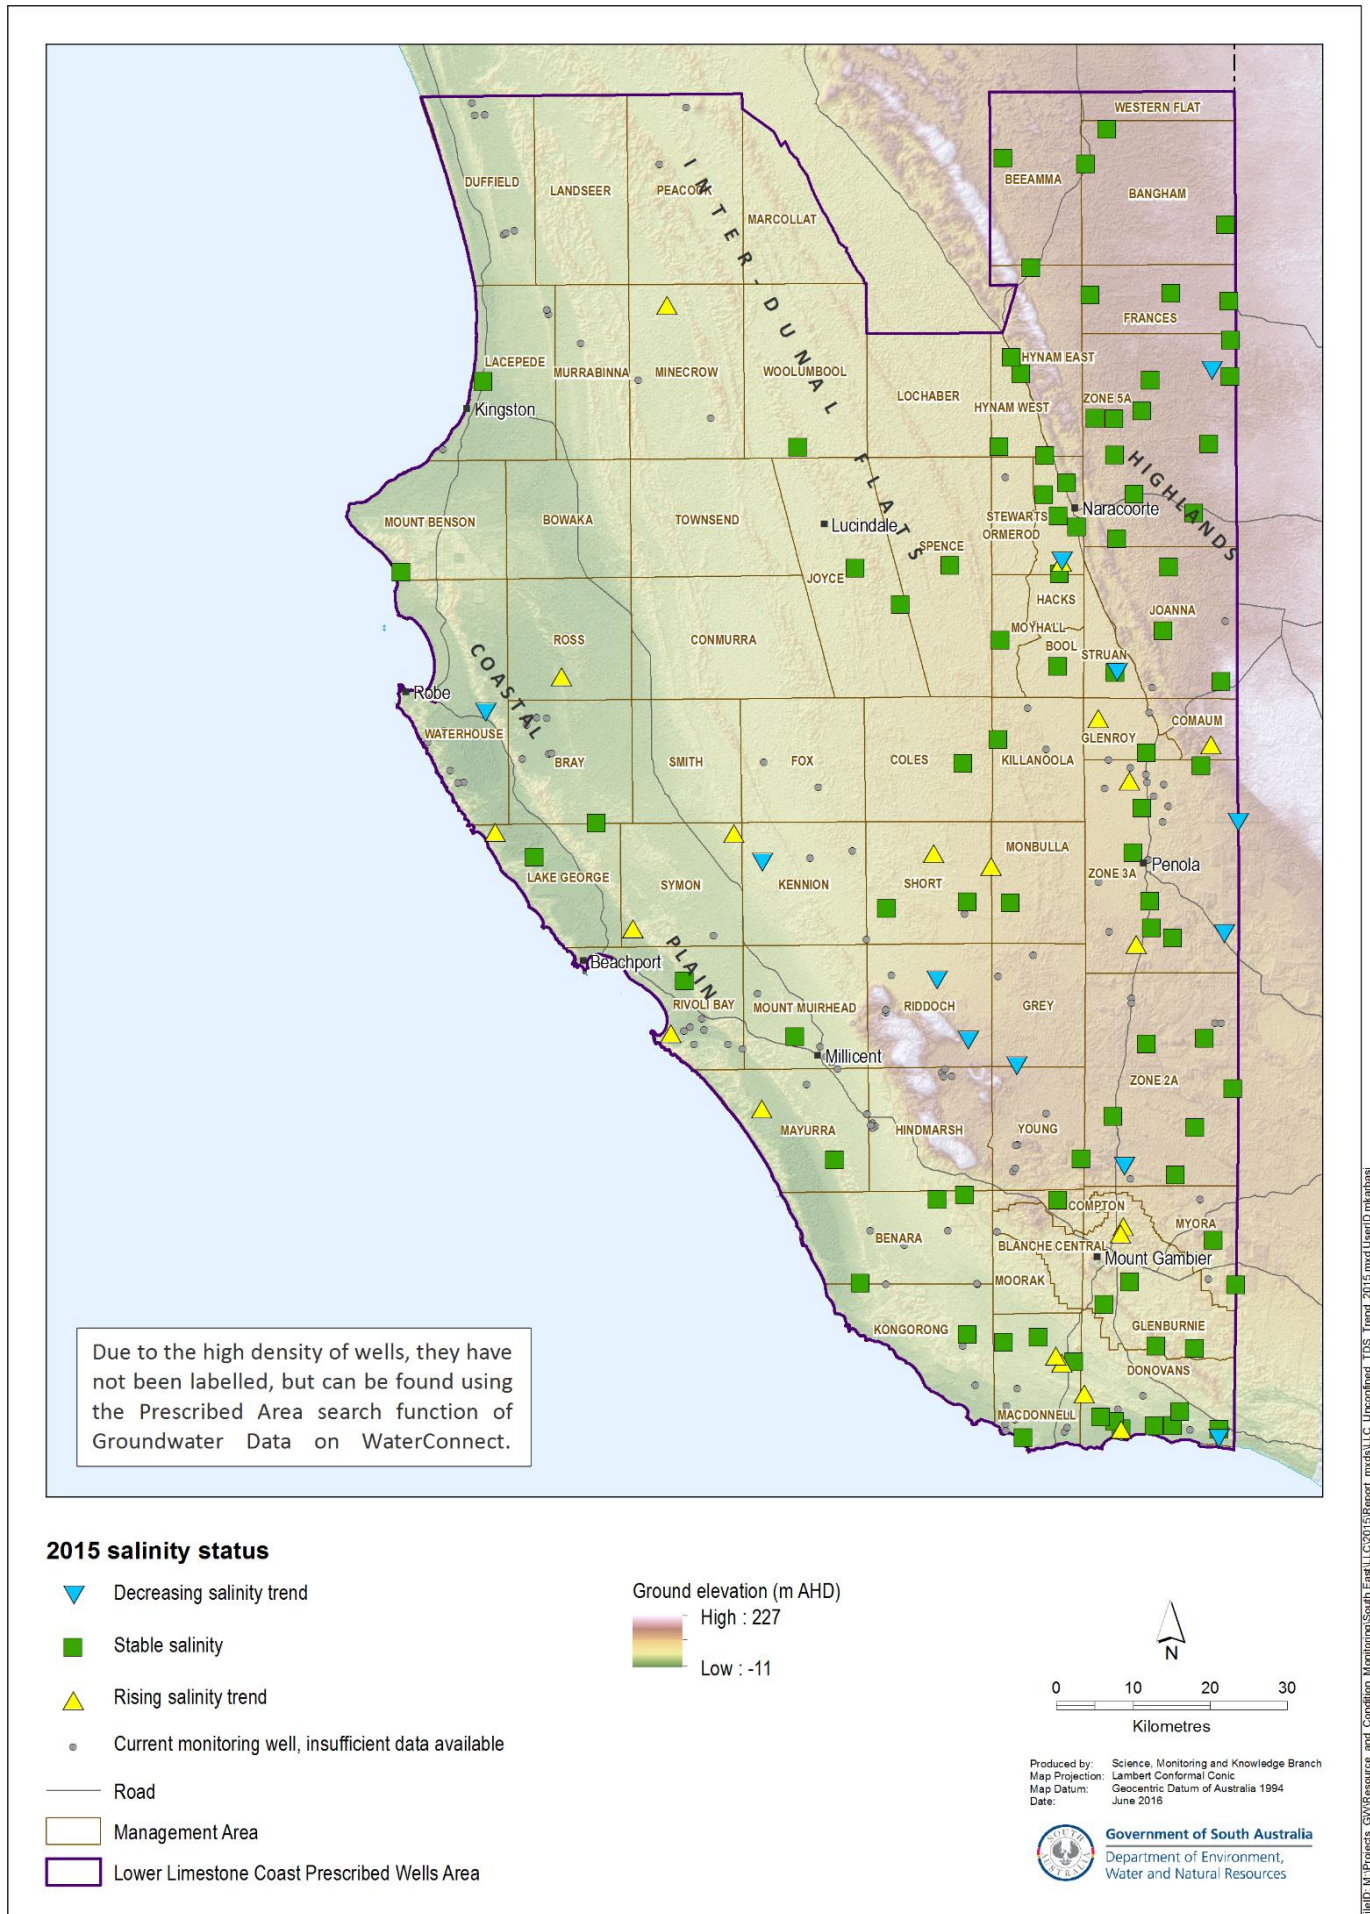 WESTERN FLAT
DUFFIELD
LANDSEER
PEACOCK
BEEAMMA
BANGHAM
MARCOLLAT
INTER-DUNAL FLATS
FRANCES
LACEPEDE
MURRABINNA
MINECROW
WOOLUMBOOL
HYNAM EAST
LOCHABER
HYNAM WEST
ZONE 5A
Kingston
HIGHLANDS
MOUNT BENSON
BOWAKA
TOWNSEND
Lucindale
STEWARTS
ORMEROD
Naracoorte
SPENCE
JOYCE
HACKS
JOANNA
ROSS
CONMURRA
MOYHALL
BOOL
STRUAN
COASTAL
Robe
WATERHOUSE
BRAY
SMITH
FOX
COLES
KILLANOOLA
GLENROY
COMAUM
LAKE GEORGE
SYMON
KENNION
SHORT
MONBULLA
ZONE 3A
Penola
Beachport
PLAIN
RIVOLI BAY
MOUNT MUIRHEAD
RIDDOCH
GREY
Millicent
ZONE 2A
MAYURRA
HINDMARSH
YOUNG
COMPTON
MYORA
BENARA
BLANCHE CENTRAL
Mount Gambier
MOORAK
KONGORONG
GLENBURNIE
DONOVANS
MACDONNELL
Due to the high density of wells, they have
not been labelled, but can be found using
the Prescribed Area search function of
Groundwater Data on WaterConnect.
2015 salinity status
Decreasing salinity trend
Stable salinity
Rising salinity trend
Current monitoring well, insufficient data available
Road
Management Area
Lower Limestone Coast Prescribed Wells Area
Ground elevation (m AHD)
High : 227
Low : -11
N
0 10 20 30
Kilometres
Produced by: Science, Monitoring and Knowledge Branch
Map Projection: Lambert Conformal Conic
Map Datum: Geocentric Datum of Australia 1994
Date: June 2016
SOUTH AUSTRALIA
Government of South Australia
Department of Environment,
Water and Natural Resources